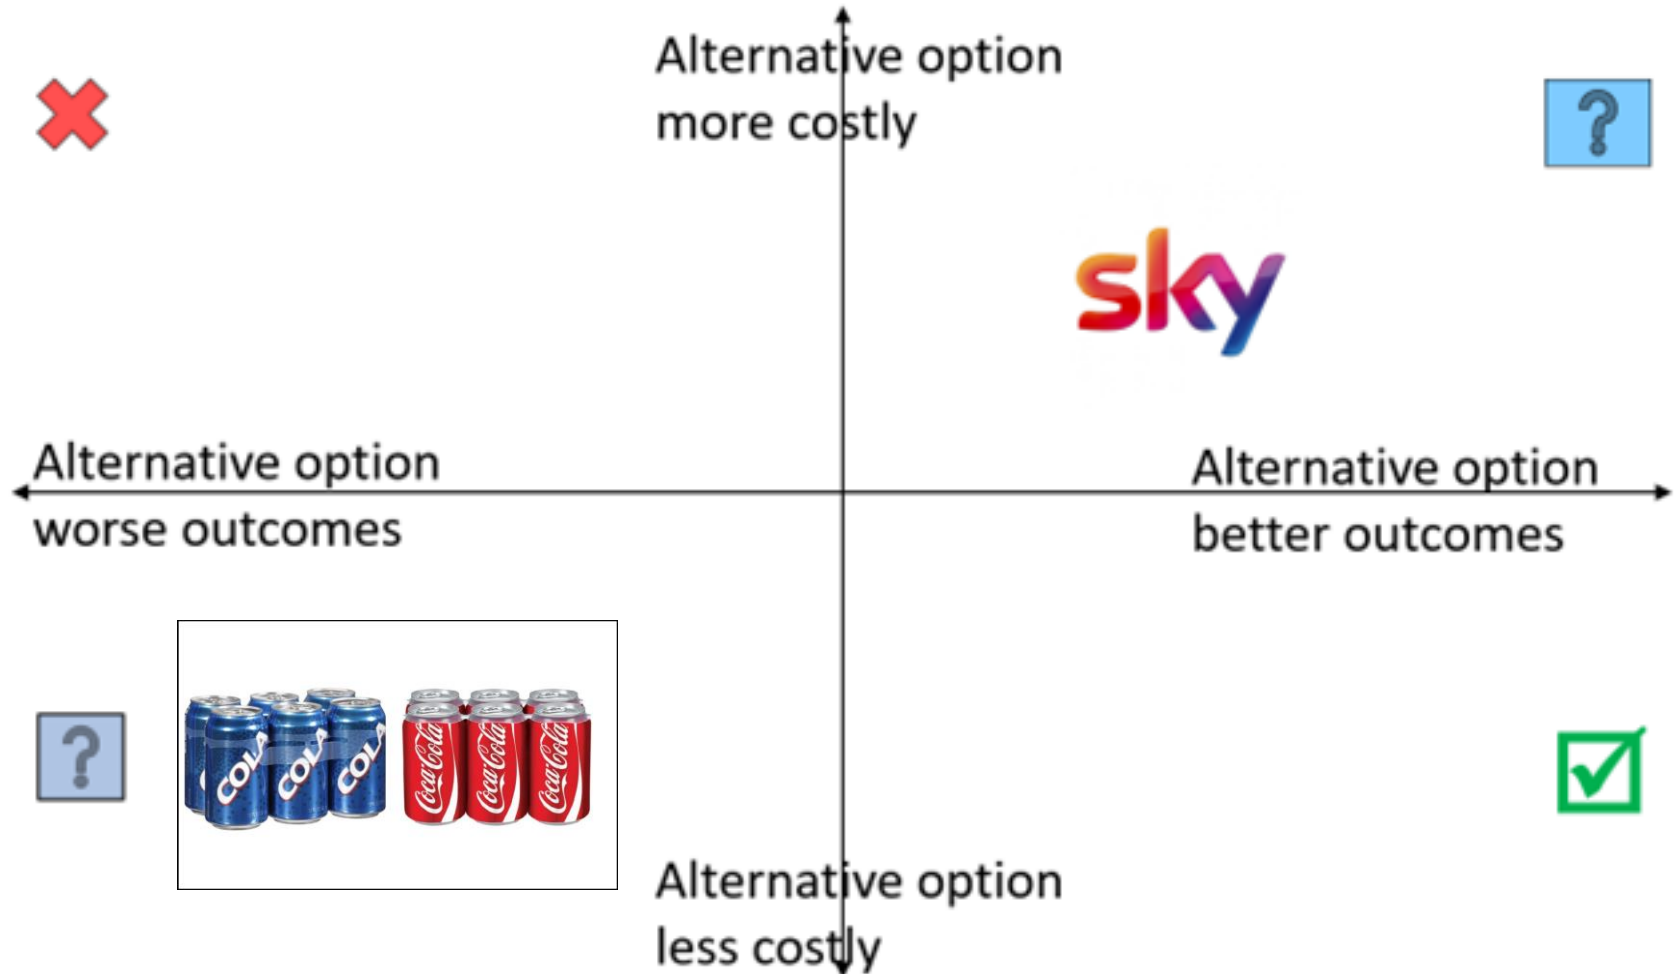 Alternative option
more costly
?
sky
Alternative option
worse outcomes
Alternative option
better outcomes
?
COLA COLA COLA
Coca-Cola Coca-Cola Coca-Cola
Alternative option
less costly